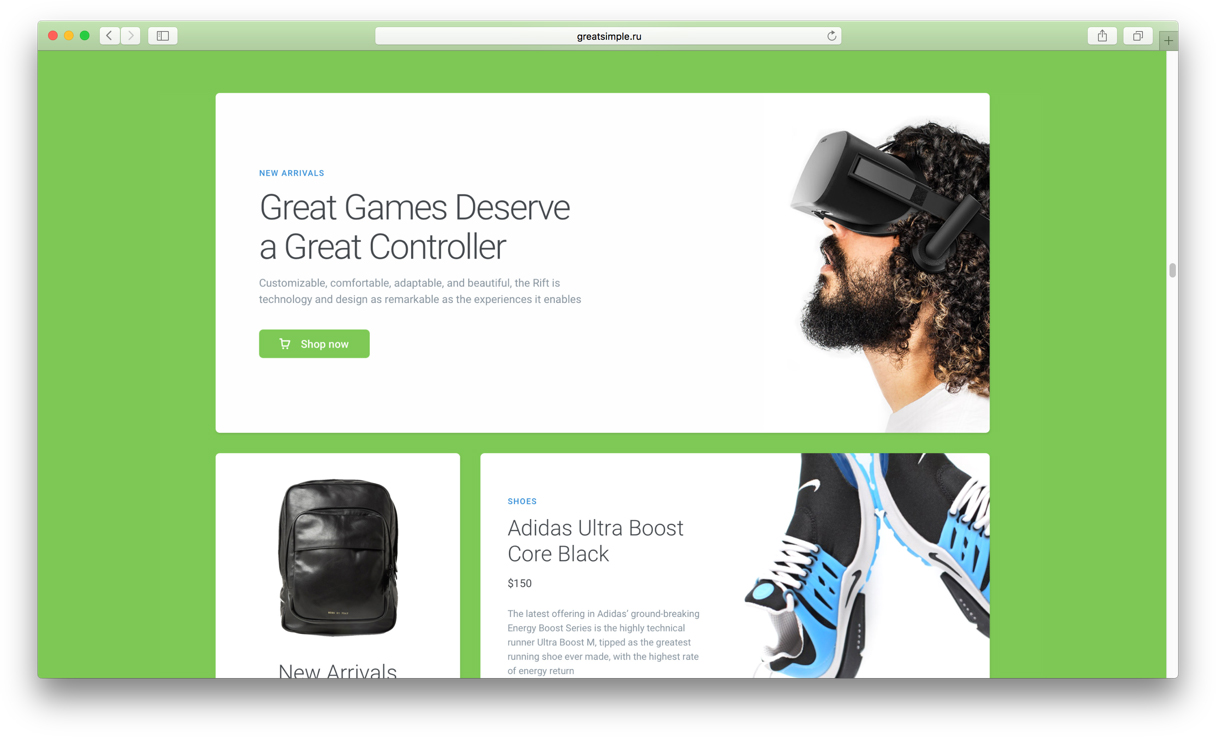 greatsimple.ru
NEW ARRIVALS
Great Games Deserve
a Great Controller
Customizable, comfortable, adaptable, and beautiful, the Rift is
technology and design as remarkable as the experiences it enables
Shop now
New Arrivals
SHOES
Adidas Ultra Boost
Core Black
$150
The latest offering in Adidas' ground-breaking
Energy Boost Series is the highly technical
runner Ultra Boost M, tipped as the greatest
running shoe ever made, with the highest rate
of energy return